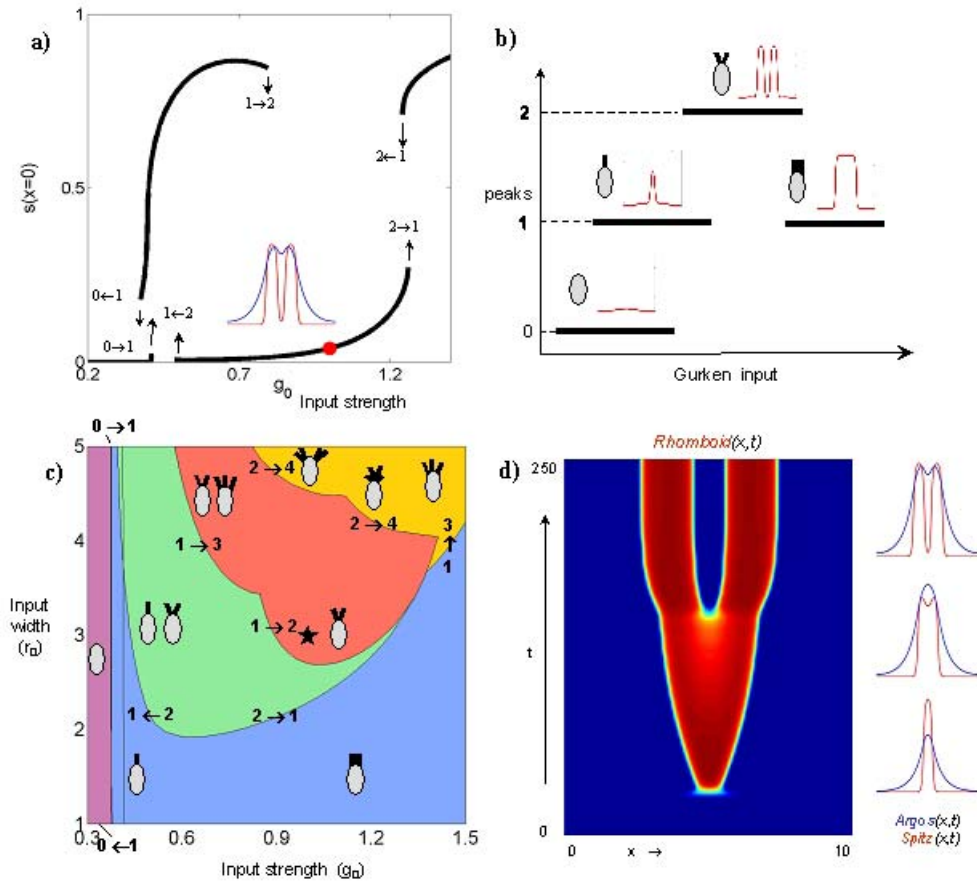 a)
1
0.5
0
s(x=0)
1→2
0←1
0→1
1←2
2←1
2→1
0.2
0.7
1.2
g0
Input strength
b)
2
peaks
1
0
Gurken input
c)
0→1
5
4
3
2
1
Input
width
(r0)
2→4
2→4
1→3
3
↑
1
1→2
1←2
2→1
0.3
0.6
0.9
1.2
1.5
0←1
Input strength (g0)
d)
Rhomboid(x,t)
250
t
0
0
x →
10
Argos(x,t)
Spitz(x,t)